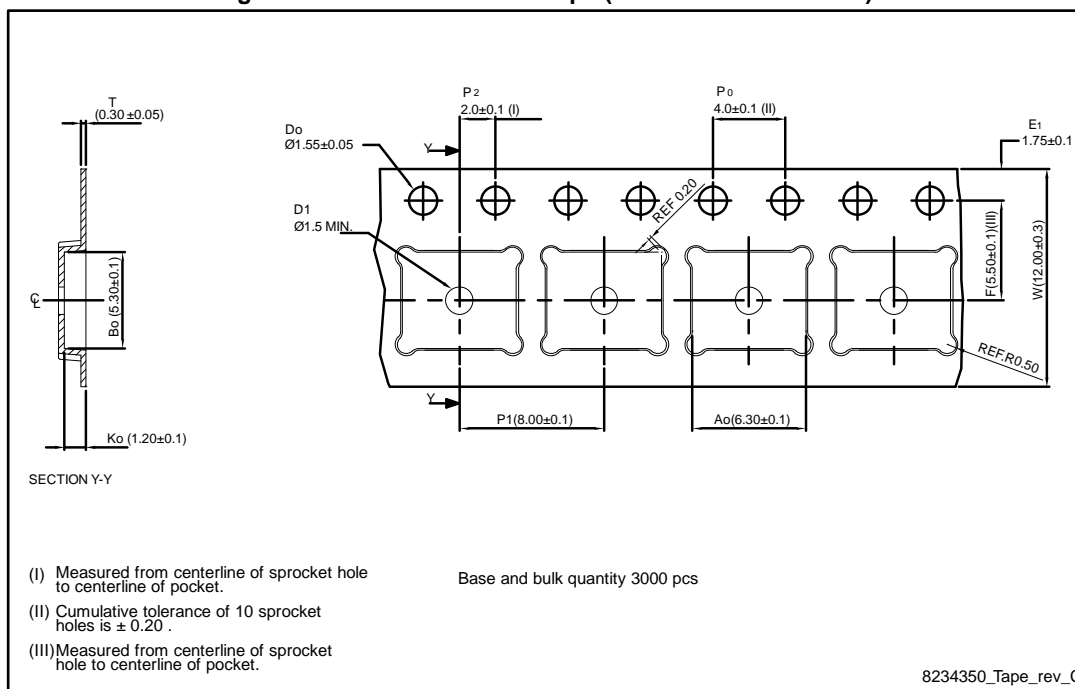 T
(0.30 ±0.05)
P2
2.0±0.1 (I)
P0
4.0±0.1 (II)
E1
1.75±0.1
Do
Ø1.55±0.05
Y
D1
Ø1.5 MIN.
REF 0.20
F(5.50±0.1)(III)
W(12.00±0.3)
Bo (5.30±0.1)
℄
REF.R0.50
Y
P1(8.00±0.1)
Ao(6.30±0.1)
Ko (1.20±0.1)
SECTION Y-Y
(I) Measured from centerline of sprocket hole
to centerline of pocket.
Base and bulk quantity 3000 pcs
(II) Cumulative tolerance of 10 sprocket
holes is ± 0.20 .
(III) Measured from centerline of sprocket
hole to centerline of pocket.
8234350_Tape_rev_C